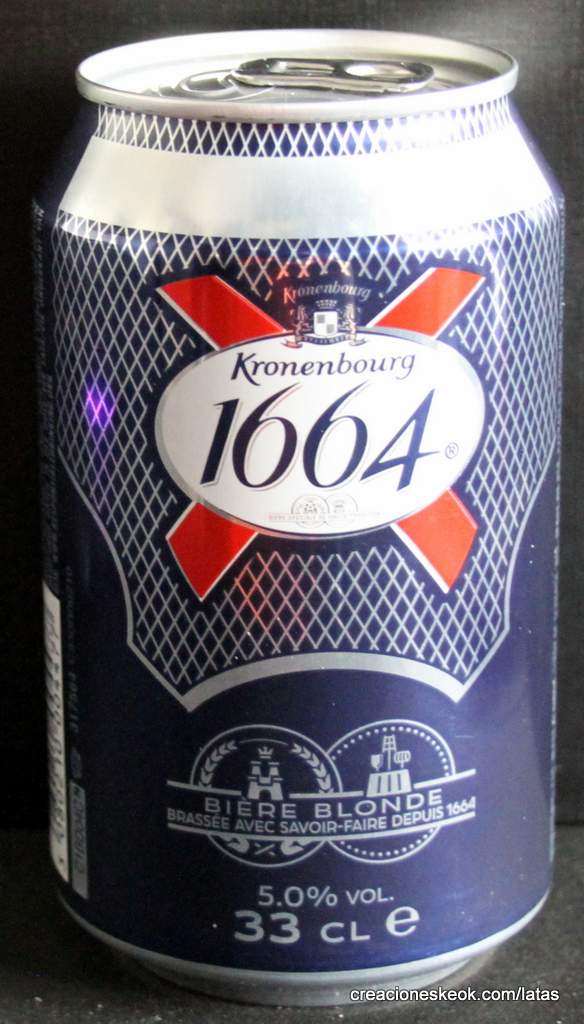 Kronenbourg
Kronenbourg
1664®
BIÈRE BLONDE
BRASSÉE AVEC SAVOIR-FAIRE DEPUIS 1664
5.0% VOL.
33 CL e
creacioneskeok.com/latas